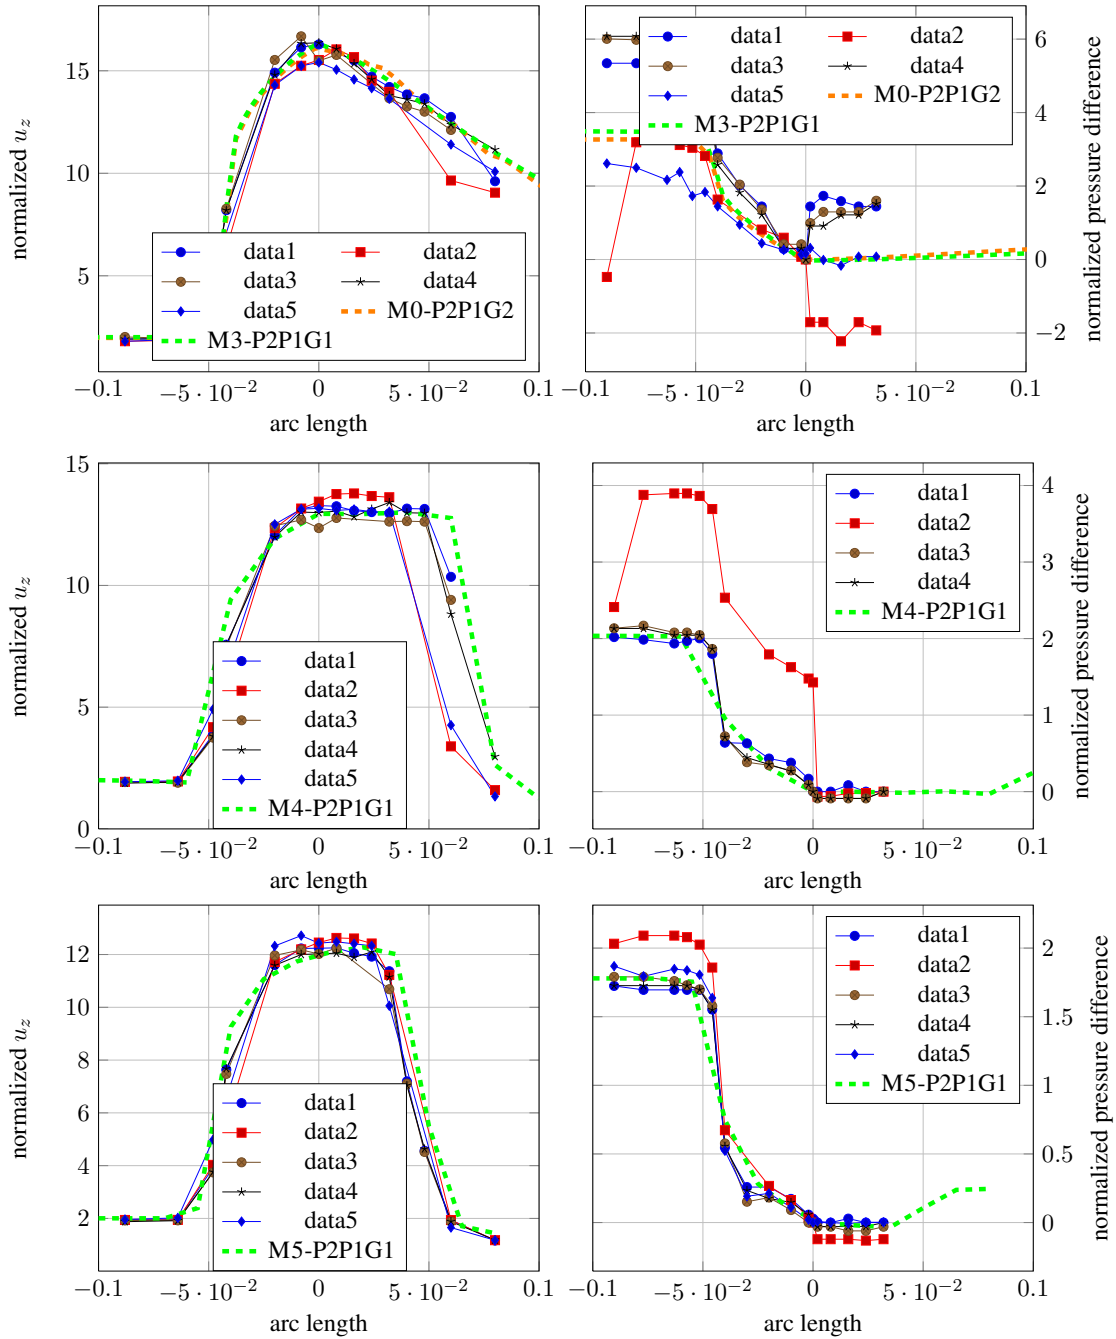 15
10
5
normalized u_z
data1 data2
data3 data4
data5 M0-P2P1G2
M3-P2P1G1
−0.1 −5·10⁻² 0 5·10⁻² 0.1
arc length
6
4
2
0
−2
normalized pressure difference
data1 data2
data3 data4
data5 M0-P2P1G2
M3-P2P1G1
−0.1 −5·10⁻² 0 5·10⁻² 0.1
arc length
15
10
5
0
normalized u_z
data1
data2
data3
data4
data5
M4-P2P1G1
−0.1 −5·10⁻² 0 5·10⁻² 0.1
arc length
4
3
2
1
0
normalized pressure difference
data1
data2
data3
data4
M4-P2P1G1
−0.1 −5·10⁻² 0 5·10⁻² 0.1
arc length
12
10
8
6
4
2
normalized u_z
data1
data2
data3
data4
data5
M5-P2P1G1
−0.1 −5·10⁻² 0 5·10⁻² 0.1
arc length
2
1.5
1
0.5
0
normalized pressure difference
data1
data2
data3
data4
data5
M5-P2P1G1
−0.1 −5·10⁻² 0 5·10⁻² 0.1
arc length